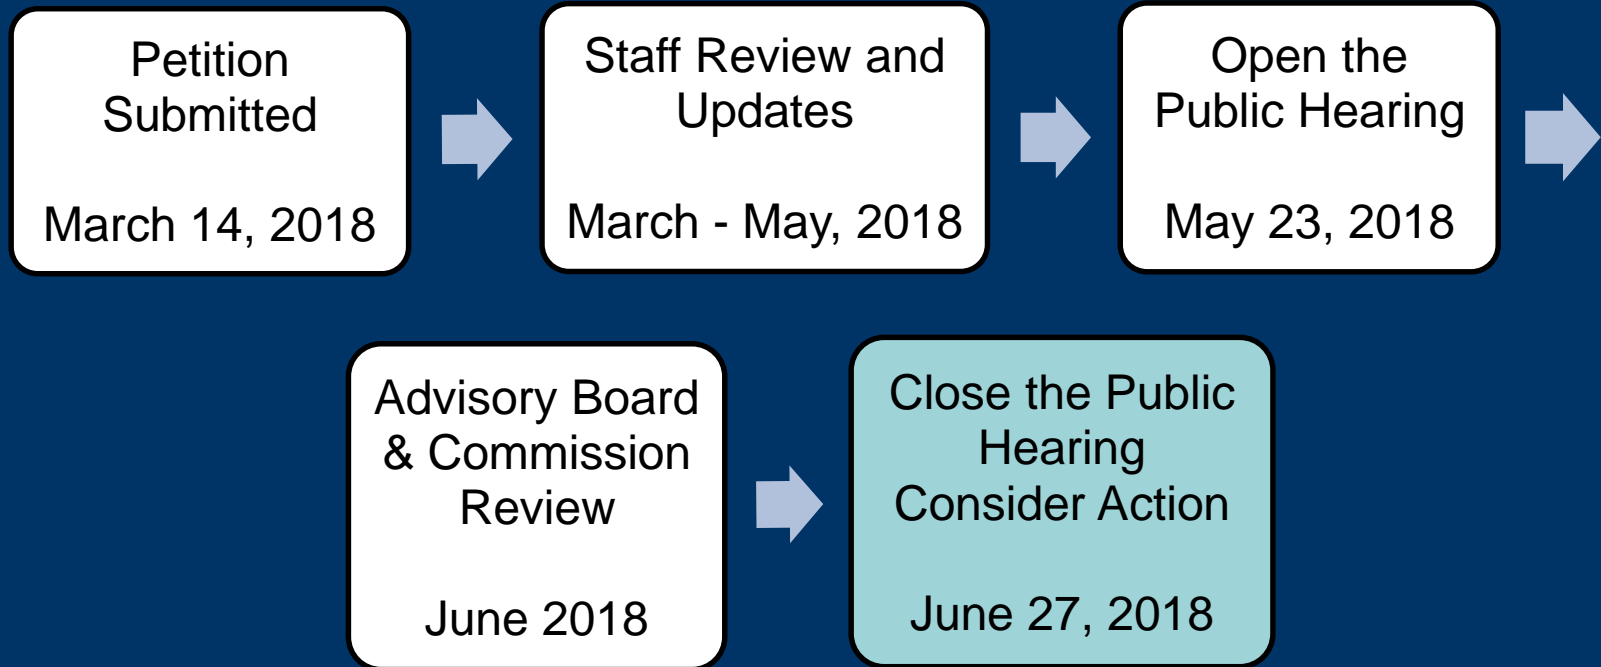 Petition
Submitted
March 14, 2018
Staff Review and
Updates
March - May, 2018
Open the
Public Hearing
May 23, 2018
Advisory Board
& Commission
Review
June 2018
Close the Public
Hearing
Consider Action
June 27, 2018